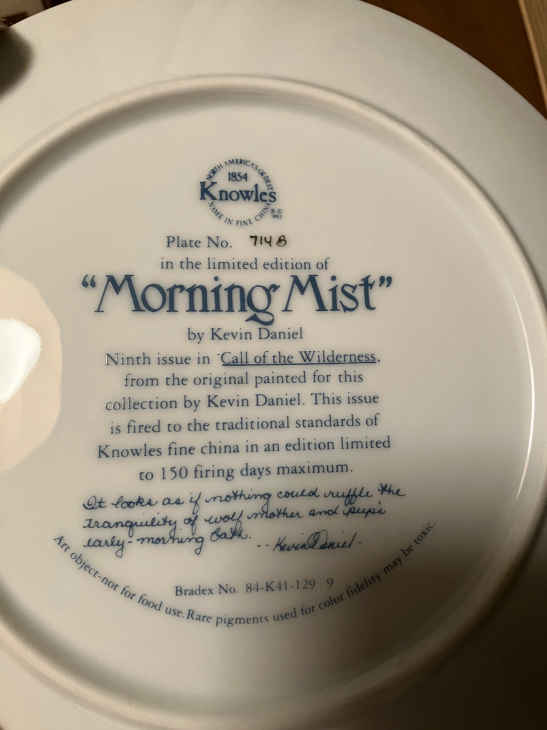 NORTH AMERICA'S OLDEST
1854
Knowles
NAME IN FINE CHINA
Plate No. 714B
in the limited edition of
“Morning Mist”
by Kevin Daniel
Ninth issue in Call of the Wilderness,
from the original painted for this
collection by Kevin Daniel. This issue
is fired to the traditional standards of
Knowles fine china in an edition limited
to 150 firing days maximum.
It looks as if nothing could ruffle the
tranquility of wolf mother and pup's
early-morning bath. .. Kevin Daniel.
Bradex No. 84-K41-129 9
Art object-not for food use. Rare pigments used for color fidelity may be toxic.